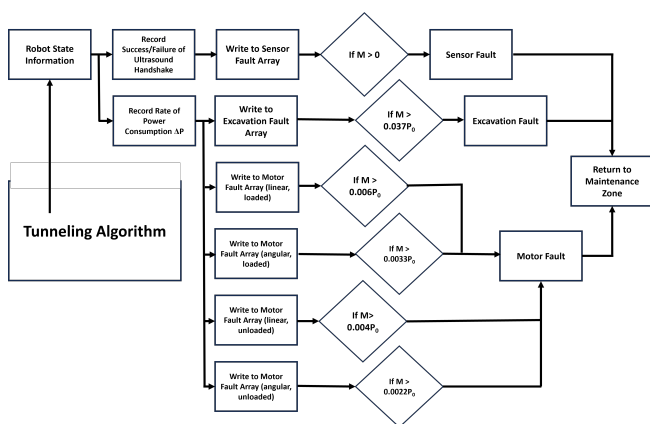 Robot State
Information
Record
Success/Failure of
Ultrasound
Handshake
Write to Sensor
Fault Array
If M > 0
Sensor Fault
Record Rate of
Power
Consumption ΔP
Write to
Excavation Fault
Array
If M >
0.037P₀
Excavation Fault
Write to Motor
Fault Array (linear,
loaded)
If M >
0.006P₀
Return to
Maintenance
Zone
Tunneling Algorithm
Write to Motor
Fault Array (angular,
loaded)
If M >
0.0033P₀
Motor Fault
Write to Motor
Fault Array (linear,
unloaded)
If M>
0.004P₀
Write to Motor
Fault Array (angular,
unloaded)
If M >
0.0022P₀